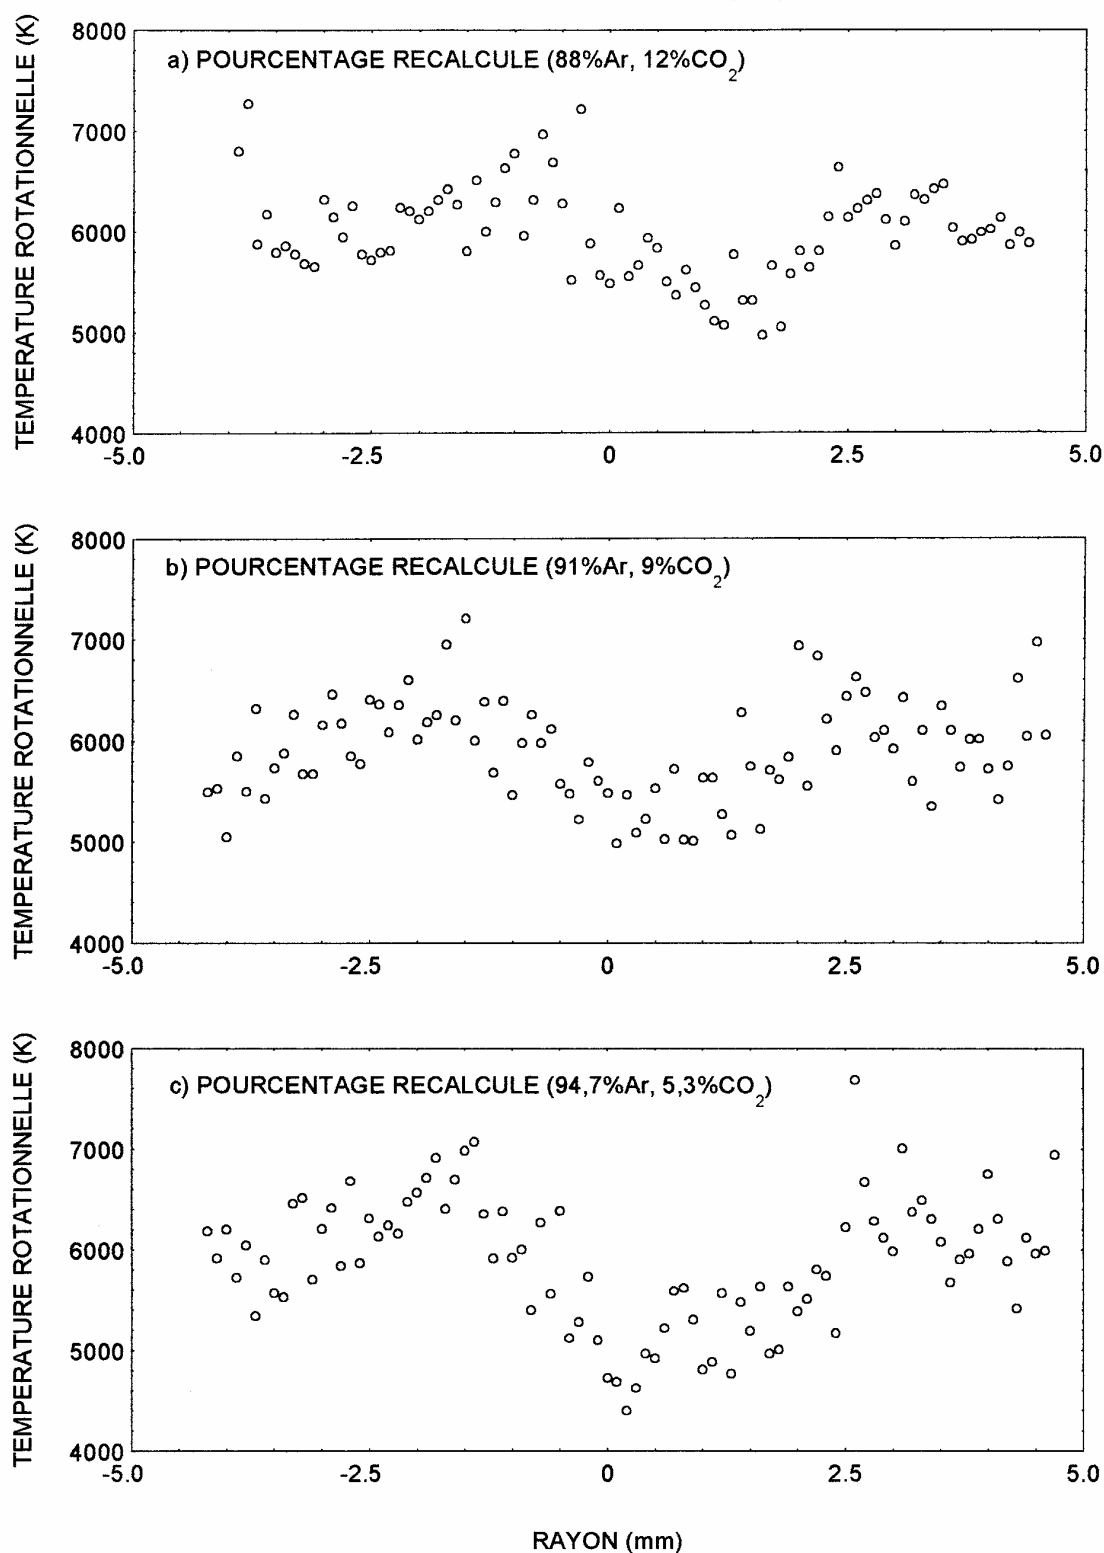 TEMPERATURE ROTATIONNELLE (K)
8000
7000
6000
5000
4000
a) POURCENTAGE RECALCULE (88%Ar, 12%CO2)
-5.0 -2.5 0 2.5 5.0
TEMPERATURE ROTATIONNELLE (K)
8000
7000
6000
5000
4000
b) POURCENTAGE RECALCULE (91%Ar, 9%CO2)
-5.0 -2.5 0 2.5 5.0
TEMPERATURE ROTATIONNELLE (K)
8000
7000
6000
5000
4000
c) POURCENTAGE RECALCULE (94,7%Ar, 5,3%CO2)
-5.0 -2.5 0 2.5 5.0
RAYON (mm)